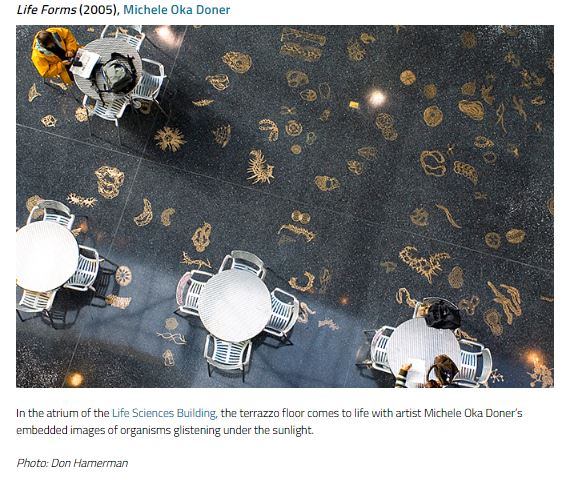 Life Forms (2005), Michele Oka Doner
In the atrium of the Life Sciences Building, the terrazzo floor comes to life with artist Michele Oka Doner's
embedded images of organisms glistening under the sunlight.
Photo: Don Hamerman